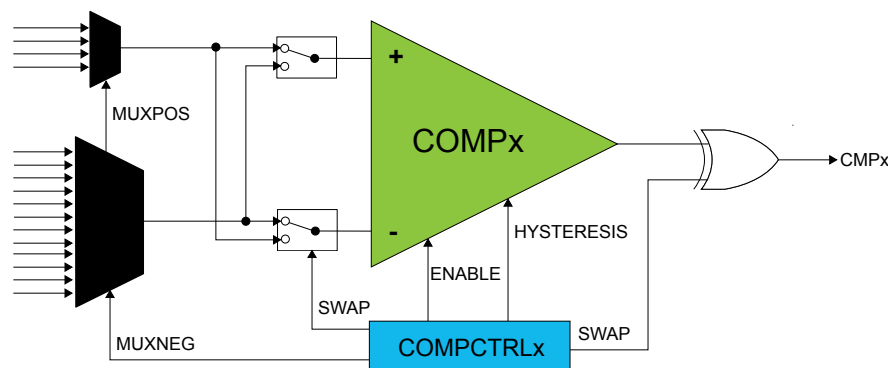 MUXPOS
+
COMPx
CMPx
-
HYSTERESIS
ENABLE
SWAP
MUXNEG
COMPCTRLx
SWAP